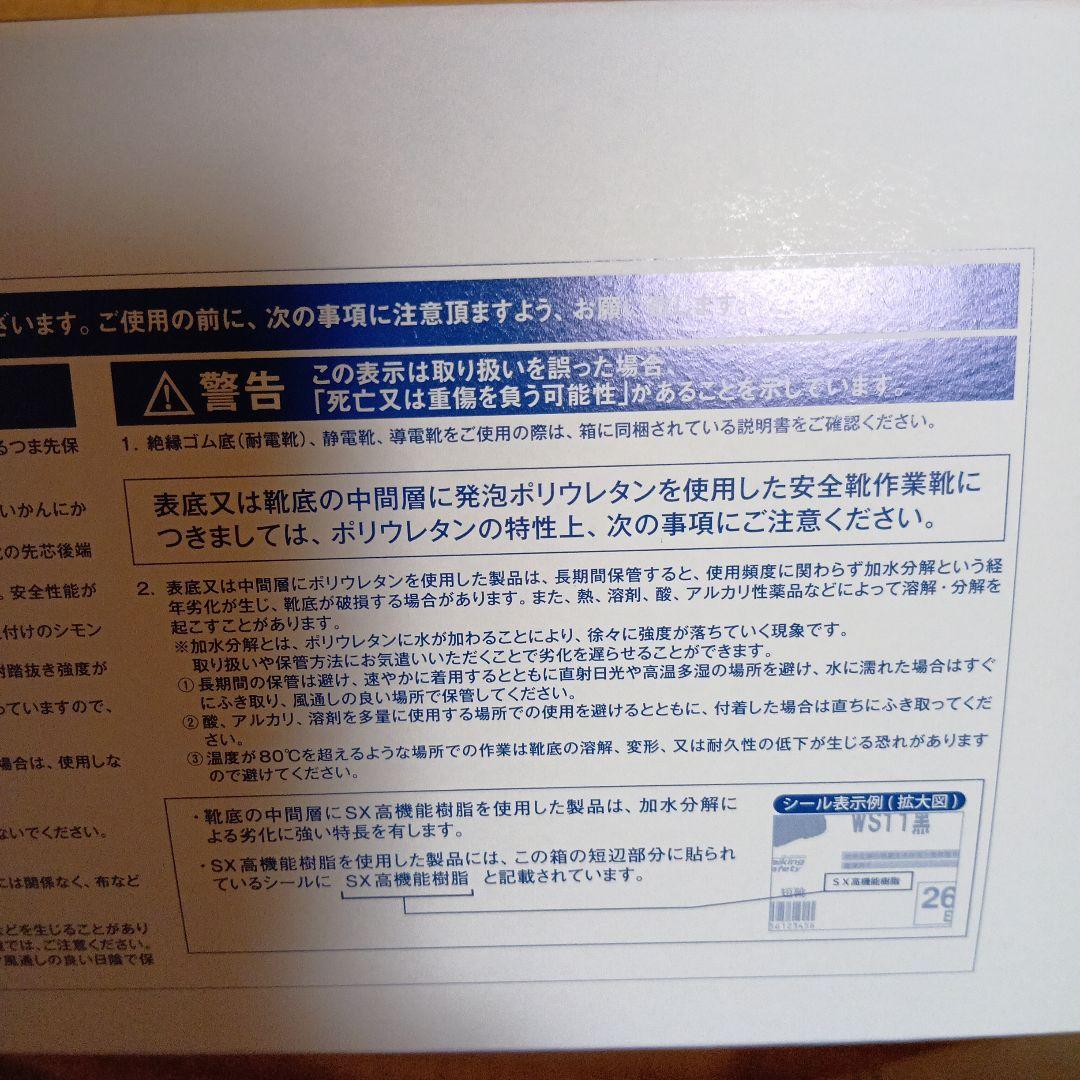 ざいます。ご使用の前に、次の事項に注意頂ますよう、お願い致します。
警告
この表示は取り扱いを誤った場合、
「死亡又は重傷を負う可能性」があることを示しています。
1. 絶縁ゴム底(耐電靴)、静電靴、導電靴をご使用の際は、箱に同梱されている説明書をご確認ください。
表底又は靴底の中間層に発泡ポリウレタンを使用した安全靴作業靴に
つきましては、ポリウレタンの特性上、次の事項にご注意ください。
2. 表底又は中間層にポリウレタンを使用した製品は、長期間保管すると、使用頻度に関わらず加水分解という経
年劣化が生じ、靴底が破損する場合があります。また、熱、溶剤、酸、アルカリ性薬品などによって溶解・分解を
起こすことがあります。
※加水分解とは、ポリウレタンに水が加わることにより、徐々に強度が落ちていく現象です。
取り扱いや保管方法にお気遣いいただくことで劣化を遅らせることができます。
①長期間の保管は避け、速やかに着用するとともに直射日光や高温多湿の場所を避け、水に濡れた場合はすぐ
にふき取り、風通しの良い場所で保管してください。
②酸、アルカリ、溶剤を多量に使用する場所での使用を避けるとともに、付着した場合は直ちにふき取ってくだ
さい。
③温度が80℃を超えるような場所での作業は靴底の溶解、変形、又は耐久性の低下が生じる恐れがあります
ので避けてください。
・靴底の中間層にSX高機能樹脂を使用した製品は、加水分解に
よる劣化に強い特長を有します。
・SX高機能樹脂を使用した製品には、この箱の短辺部分に貼られ
ているシールに SX高機能樹脂 と記載されています。
シール表示例(拡大図)
WS11黒
alking
afety
SX高機能樹脂
短靴
26
E
56123456
るつま先保
いかんにか
先芯後端
。安全性能が
付けのシモン
耐踏抜き強度が
っていますので、
場合は、使用しな
ないでください。
には関係なく、布など
などを生じることがあり
では、ご注意ください。
風通しの良い日陰で保